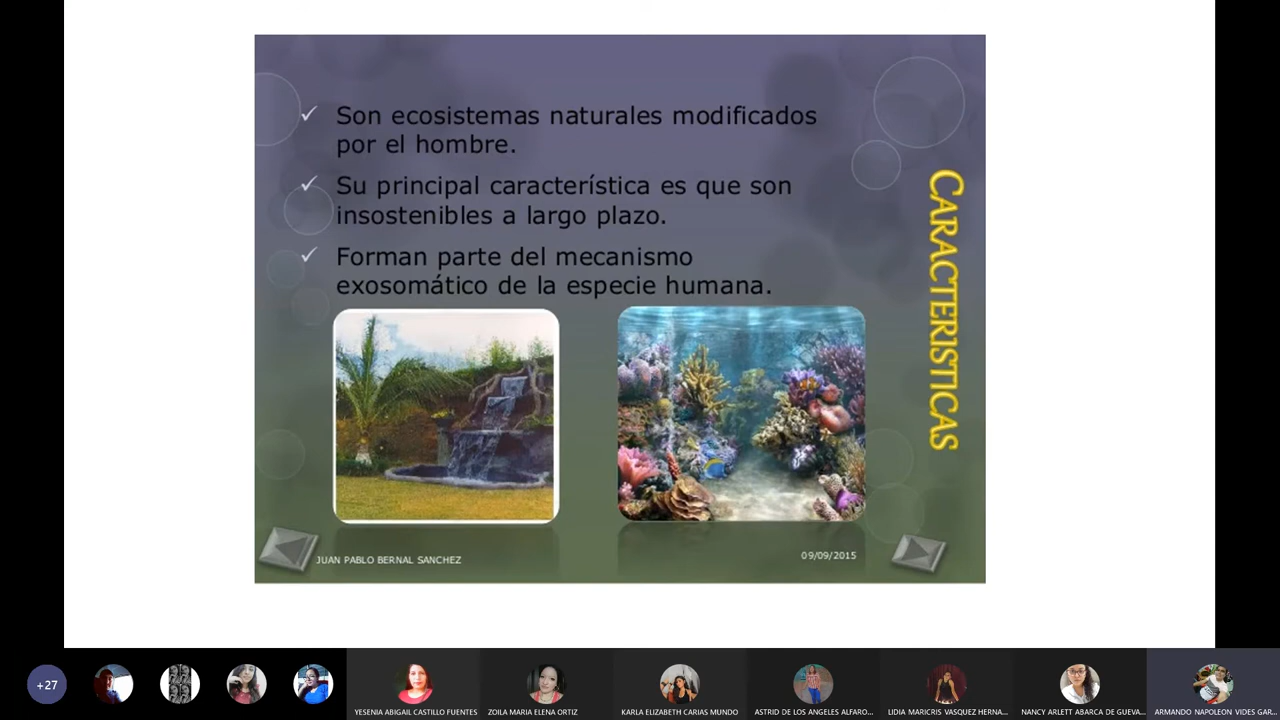 Son ecosistemas naturales modificados
por el hombre.
Su principal característica es que son
insostenibles a largo plazo.
Forman parte del mecanismo
exosomático de la especie humana.
CARACTERISTICAS
JUAN PABLO BERNAL SANCHEZ
09/09/2015
+27
YESENIA ABIGAIL CASTILLO FUENTES
ZOILA MARIA ELENA ORTIZ
KARLA ELIZABETH CARIAS MUNDO
ASTRID DE LOS ANGELES ALFARO...
LIDIA MARICRIS VASQUEZ HERNA...
NANCY ARLETT ABARCA DE GUEVA...
ARMANDO NAPOLEON VIDES GAR...